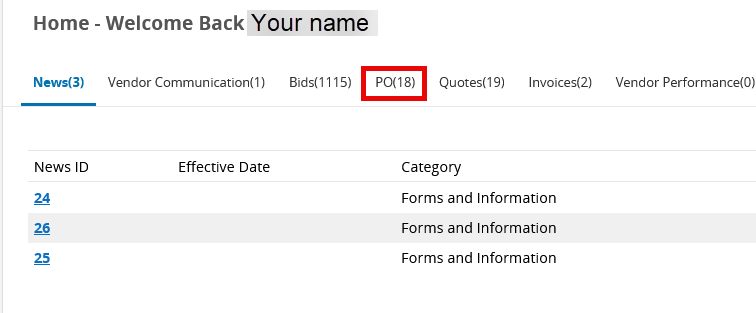 Home - Welcome Back Your name
News(3) Vendor Communication(1) Bids(1115) PO(18) Quotes(19) Invoices(2) Vendor Performance(0)
News ID Effective Date Category
24 Forms and Information
26 Forms and Information
25 Forms and Information